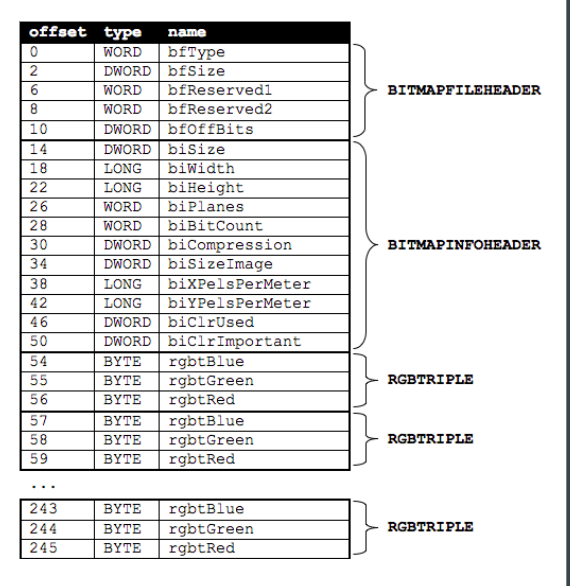 offset type name
0 WORD bfType
2 DWORD bfSize
6 WORD bfReserved1 BITMAPFILEHEADER
8 WORD bfReserved2
10 DWORD bfOffBits
14 DWORD biSize
18 LONG biWidth
22 LONG biHeight
26 WORD biPlanes
28 WORD biBitCount
30 DWORD biCompression BITMAPINFOHEADER
34 DWORD biSizeImage
38 LONG biXPelsPerMeter
42 LONG biYPelsPerMeter
46 DWORD biClrUsed
50 DWORD biClrImportant
54 BYTE rgbtBlue
55 BYTE rgbtGreen RGBTRIPLE
56 BYTE rgbtRed
57 BYTE rgbtBlue
58 BYTE rgbtGreen RGBTRIPLE
59 BYTE rgbtRed
...
243 BYTE rgbtBlue
244 BYTE rgbtGreen RGBTRIPLE
245 BYTE rgbtRed